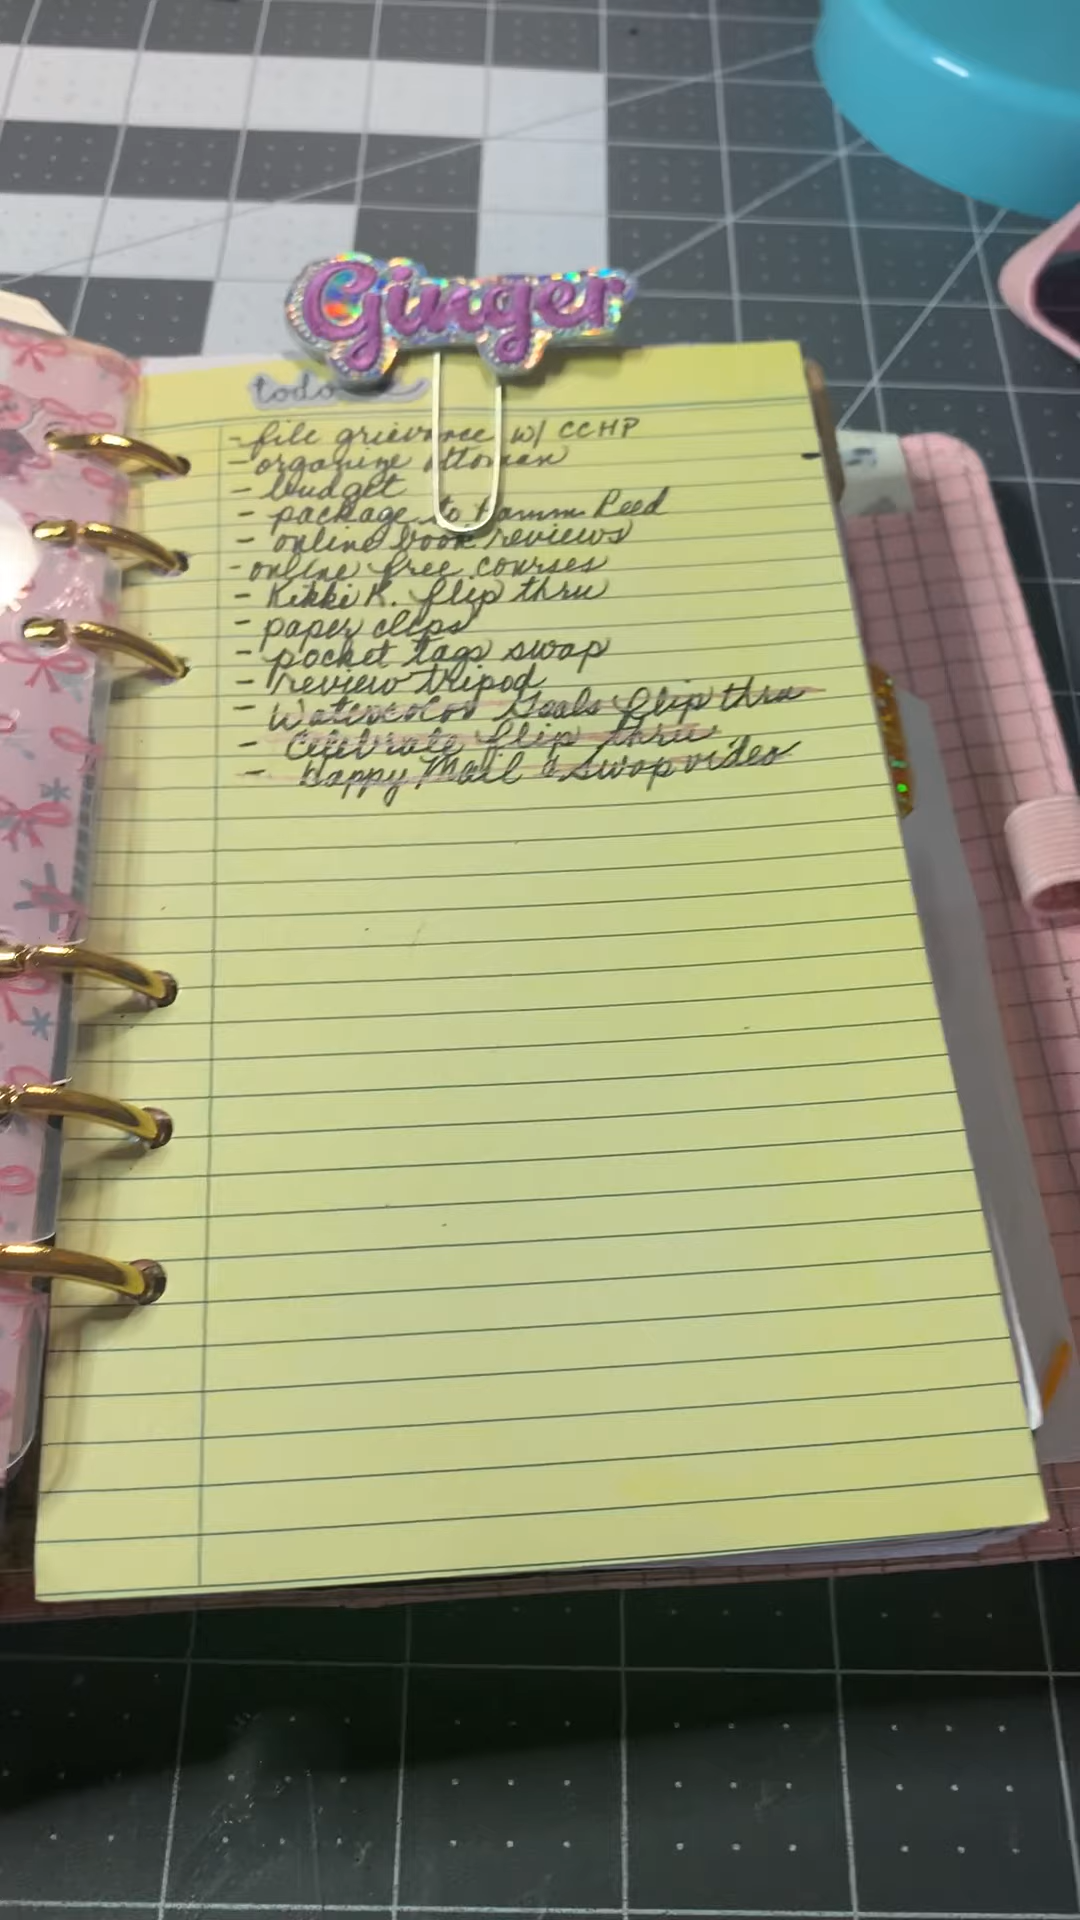 Ginger
todo
- file grievance w/ CCHP
- organize ottoman
- budget
- package to Reed
- online book reviews
- online free courses
- Kikki K. flip thru
- paper clips
- pocket tags swap
- review tripod
- Watercolor Goals flip thru
- Celebrate flip thru
- Happy Mail & swap video